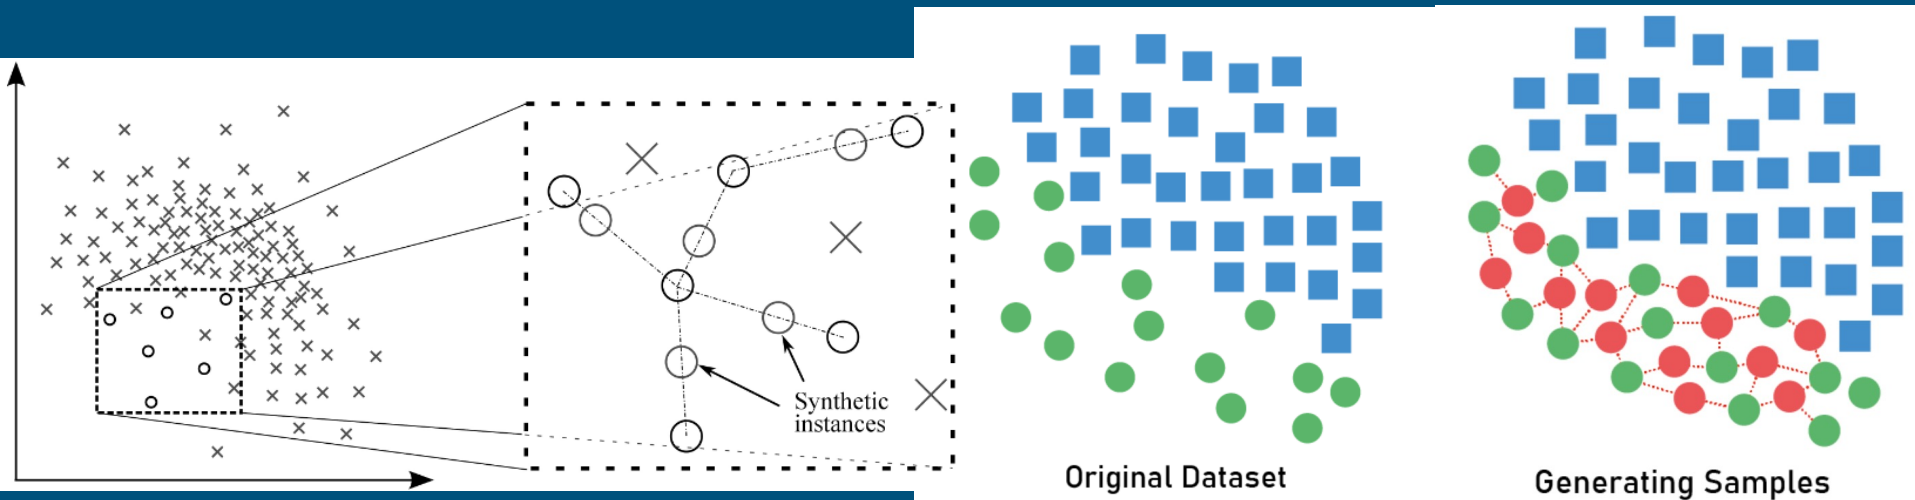 Synthetic
instances
Original Dataset
Generating Samples